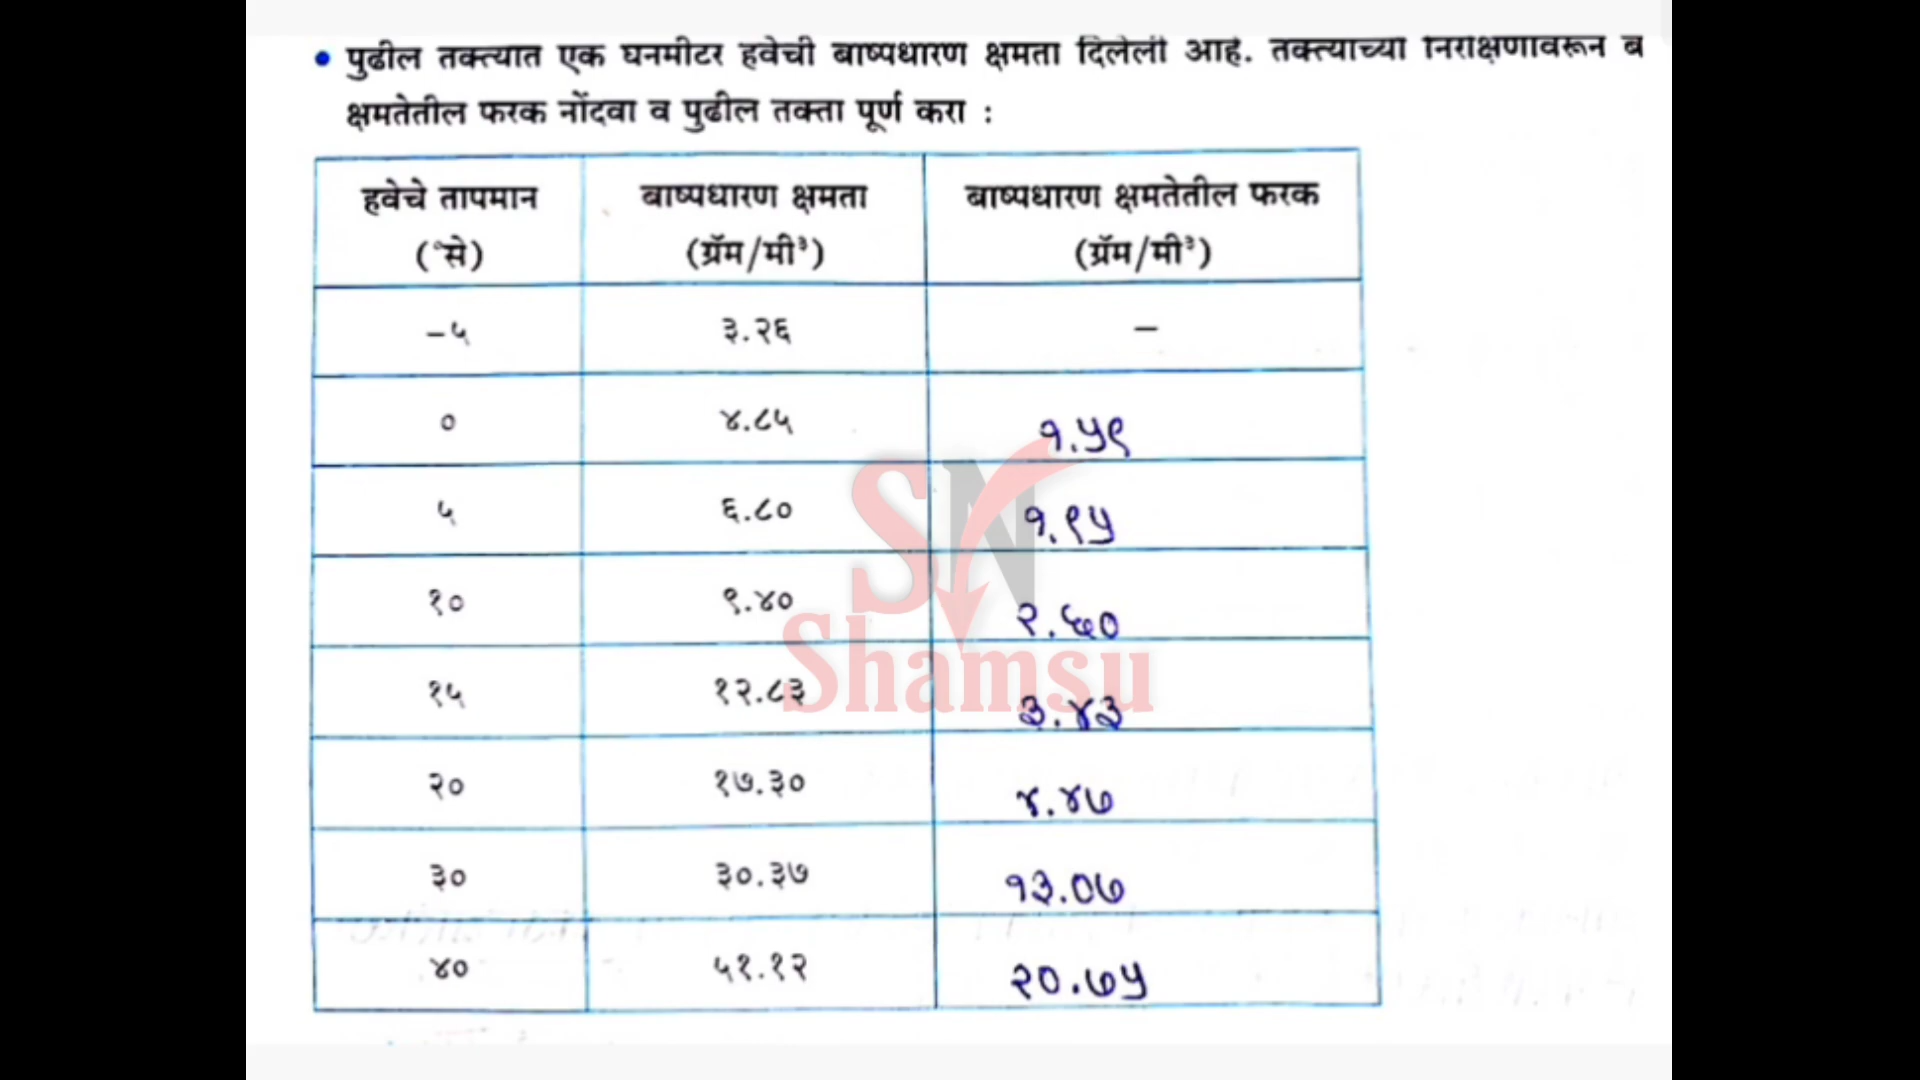 • पुढील तक्त्यात एक घनमीटर हवेची बाष्पधारण क्षमता दिलेली आहे. तक्त्याच्या निरीक्षणावरून ब
क्षमतेतील फरक नोंदवा व पुढील तक्ता पूर्ण करा :
हवेचे तापमान (°से) बाष्पधारण क्षमता (ग्रॅम/मी³) बाष्पधारण क्षमतेतील फरक (ग्रॅम/मी³)
–५ ३.२६ –
० ४.८५ १.५९
५ ६.८० १.९५
१० ९.४० २.६०
१५ १२.८३ ३.४३
२० १७.३० ४.४७
३० ३०.३७ १३.०७
४० ५१.१२ २०.७५
SN
Shamsu